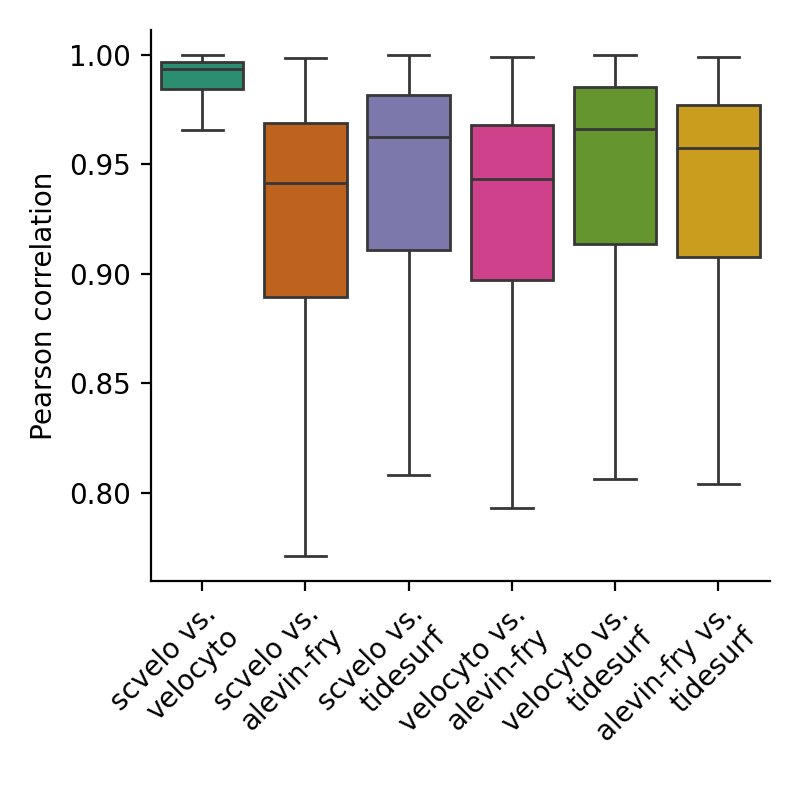 1.00
0.95
0.90
0.85
0.80
Pearson correlation
scvelo vs.
velocyto
scvelo vs.
alevin-fry
scvelo vs.
tidesurf
velocyto vs.
alevin-fry
velocyto vs.
tidesurf
alevin-fry vs.
tidesurf